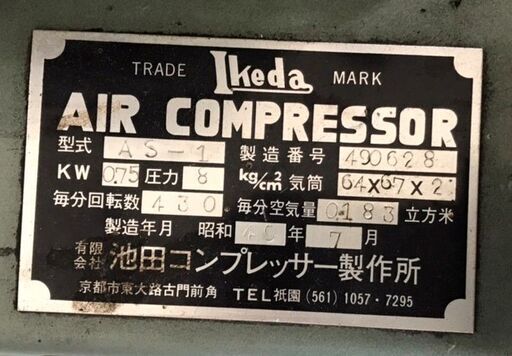 TRADE Ikeda MARK
AIR COMPRESSOR
型式 AS-1 製造番号 490628
KW 0.75 圧力 8 kg/cm² 気筒 64×67×2
毎分回転数 430 毎分空気量 0.183 立方米
製造年月 昭和 年 7 月
有限会社 池田コンプレッサー製作所
京都市東大路古門前角 TEL 祇園 (561) 1057・7295